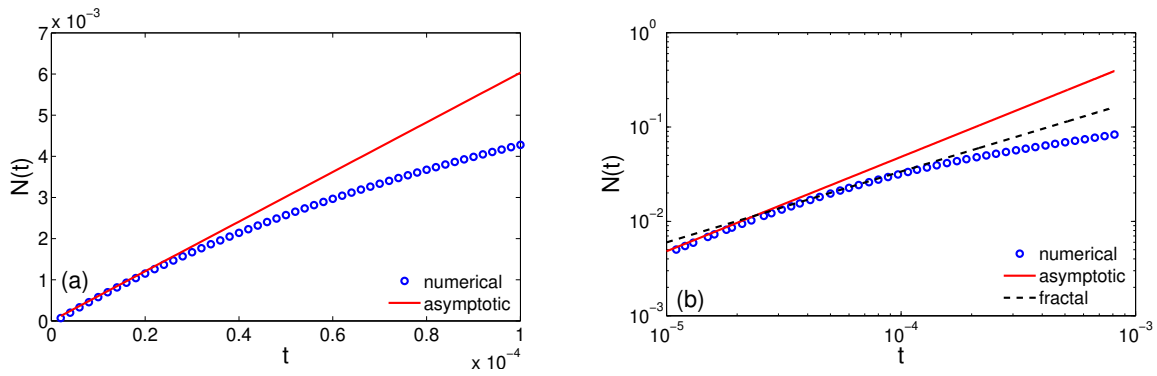 x 10⁻³
7
6
5
4
3
2
1
0
N(t)
(a)
numerical
asymptotic
0 0.2 0.4 0.6 0.8 1
x 10⁻⁴
t
10⁰
10⁻¹
10⁻²
10⁻³
N(t)
(b)
numerical
asymptotic
fractal
10⁻⁵ 10⁻⁴ 10⁻³
t